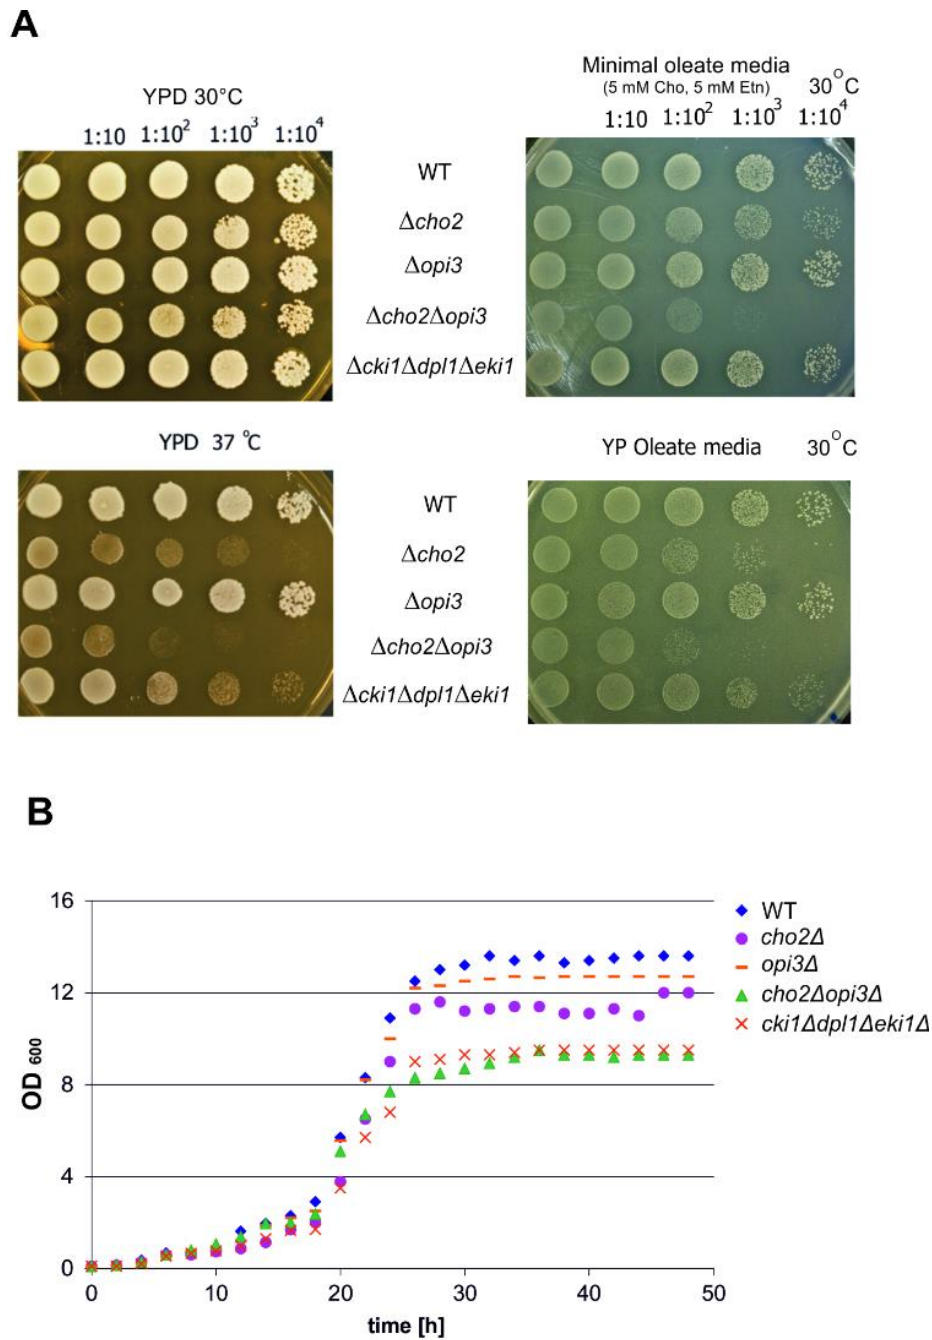 A
YPD 30°C
1:10 1:10² 1:10³ 1:10⁴
Minimal oleate media 30°C
(5 mM Cho, 5 mM Etn)
1:10 1:10² 1:10³ 1:10⁴
WT
Δcho2
Δopi3
Δcho2Δopi3
Δcki1Δdpl1Δeki1
YPD 37 °C
YP Oleate media 30°C
WT
Δcho2
Δopi3
Δcho2Δopi3
Δcki1Δdpl1Δeki1
B
16
12
8
4
0
OD 600
0 10 20 30 40 50
time [h]
WT
cho2Δ
opi3Δ
cho2Δopi3Δ
cki1Δdpl1Δeki1Δ